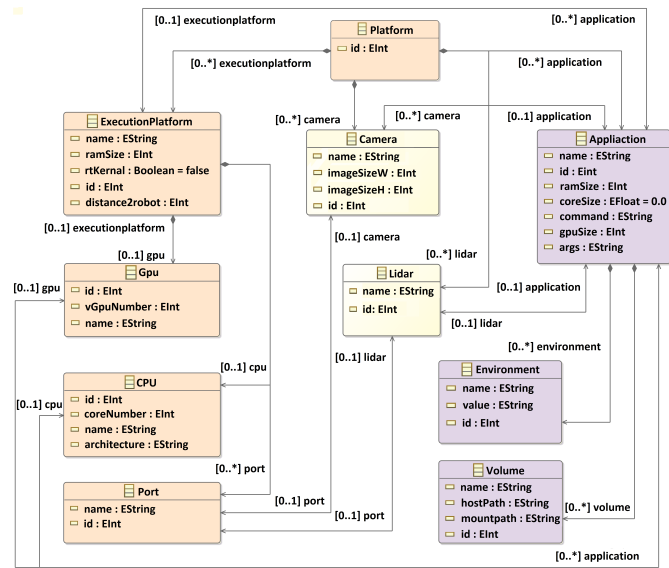 [0..1] executionplatform
[0..*] application
Platform
id : EInt
[0..*] executionplatform
[0..*] application
[0..*] camera
[0..*] camera
[0..1] application
ExecutionPlatform
name : EString
ramSize : EInt
rtKernal : Boolean = false
id : EInt
distance2robot : EInt
Camera
name : EString
imageSizeW : EInt
imageSizeH : EInt
id : EInt
Appliaction
name : EString
id : Eint
ramSize : EInt
coreSize : EFloat = 0.0
command : EString
gpuSize : EInt
args : EString
[0..1] executionplatform
[0..1] camera
[0..1] gpu
[0..*] lidar
Gpu
id : EInt
vGpuNumber : EInt
name : EString
[0..1] gpu
Lidar
name : EString
id: EInt
[0..1] application
[0..1] lidar
[0..1] lidar
[0..*] environment
[0..1] cpu
CPU
id : EInt
coreNumber : EInt
name : EString
architecture : EString
[0..1] cpu
Environment
name : EString
value : EString
id : EInt
[0..*] port
Port
name : EString
id : EInt
[0..1] port
[0..1] port
Volume
name : EString
hostPath : EString
mountpath : EString
id : EInt
[0..*] volume
[0..*] application